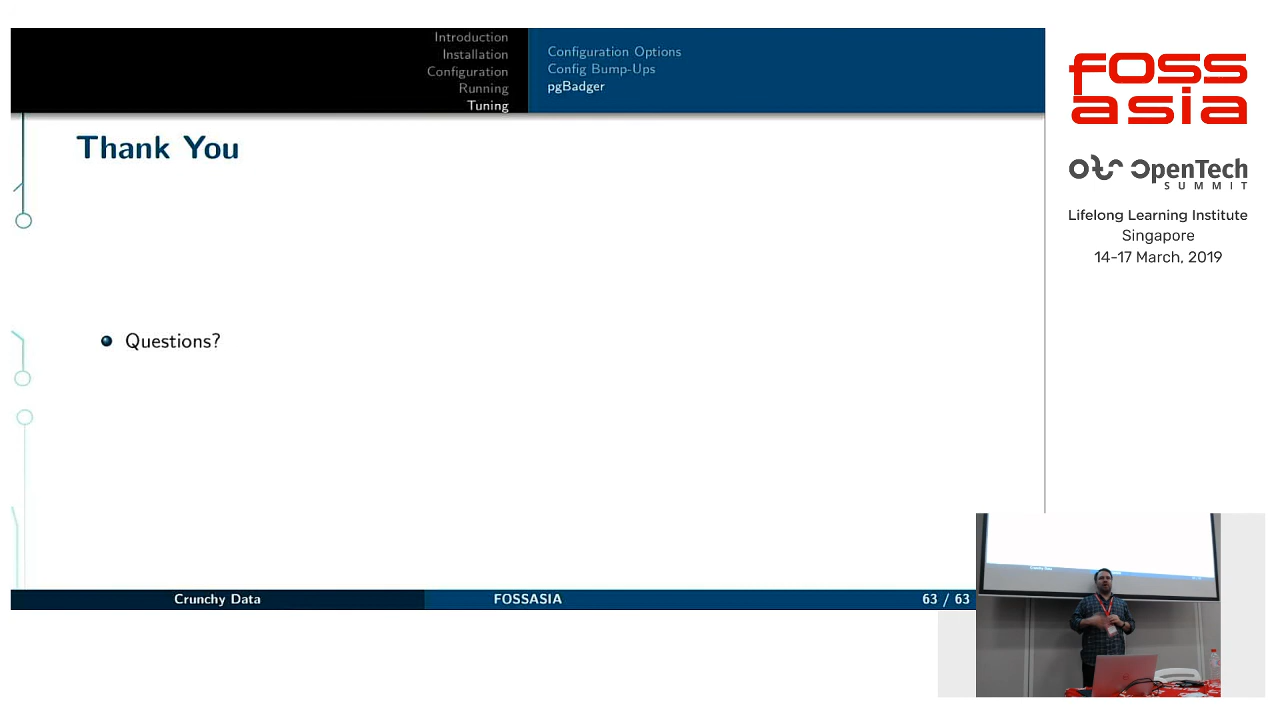 Introduction
Installation
Configuration
Running
Tuning
Configuration Options
Config Bump-Ups
pgBadger
Thank You
Questions?
Crunchy Data
FOSSASIA
63 / 63
foss
asia
OTS OpenTech
SUMMIT
Lifelong Learning Institute
Singapore
14-17 March, 2019